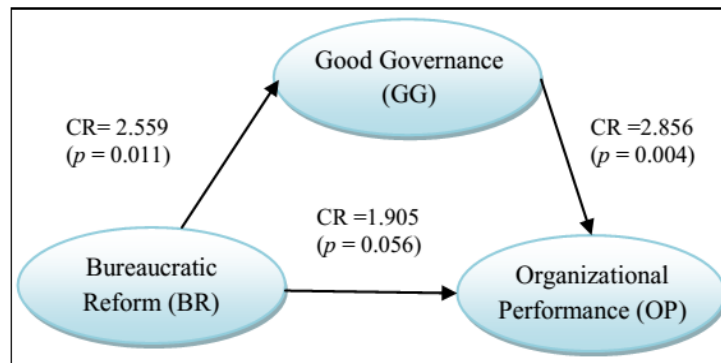 Good Governance
(GG)
CR= 2.559
(p = 0.011)
CR =2.856
(p = 0.004)
CR =1.905
(p = 0.056)
Bureaucratic
Reform (BR)
Organizational
Performance (OP)